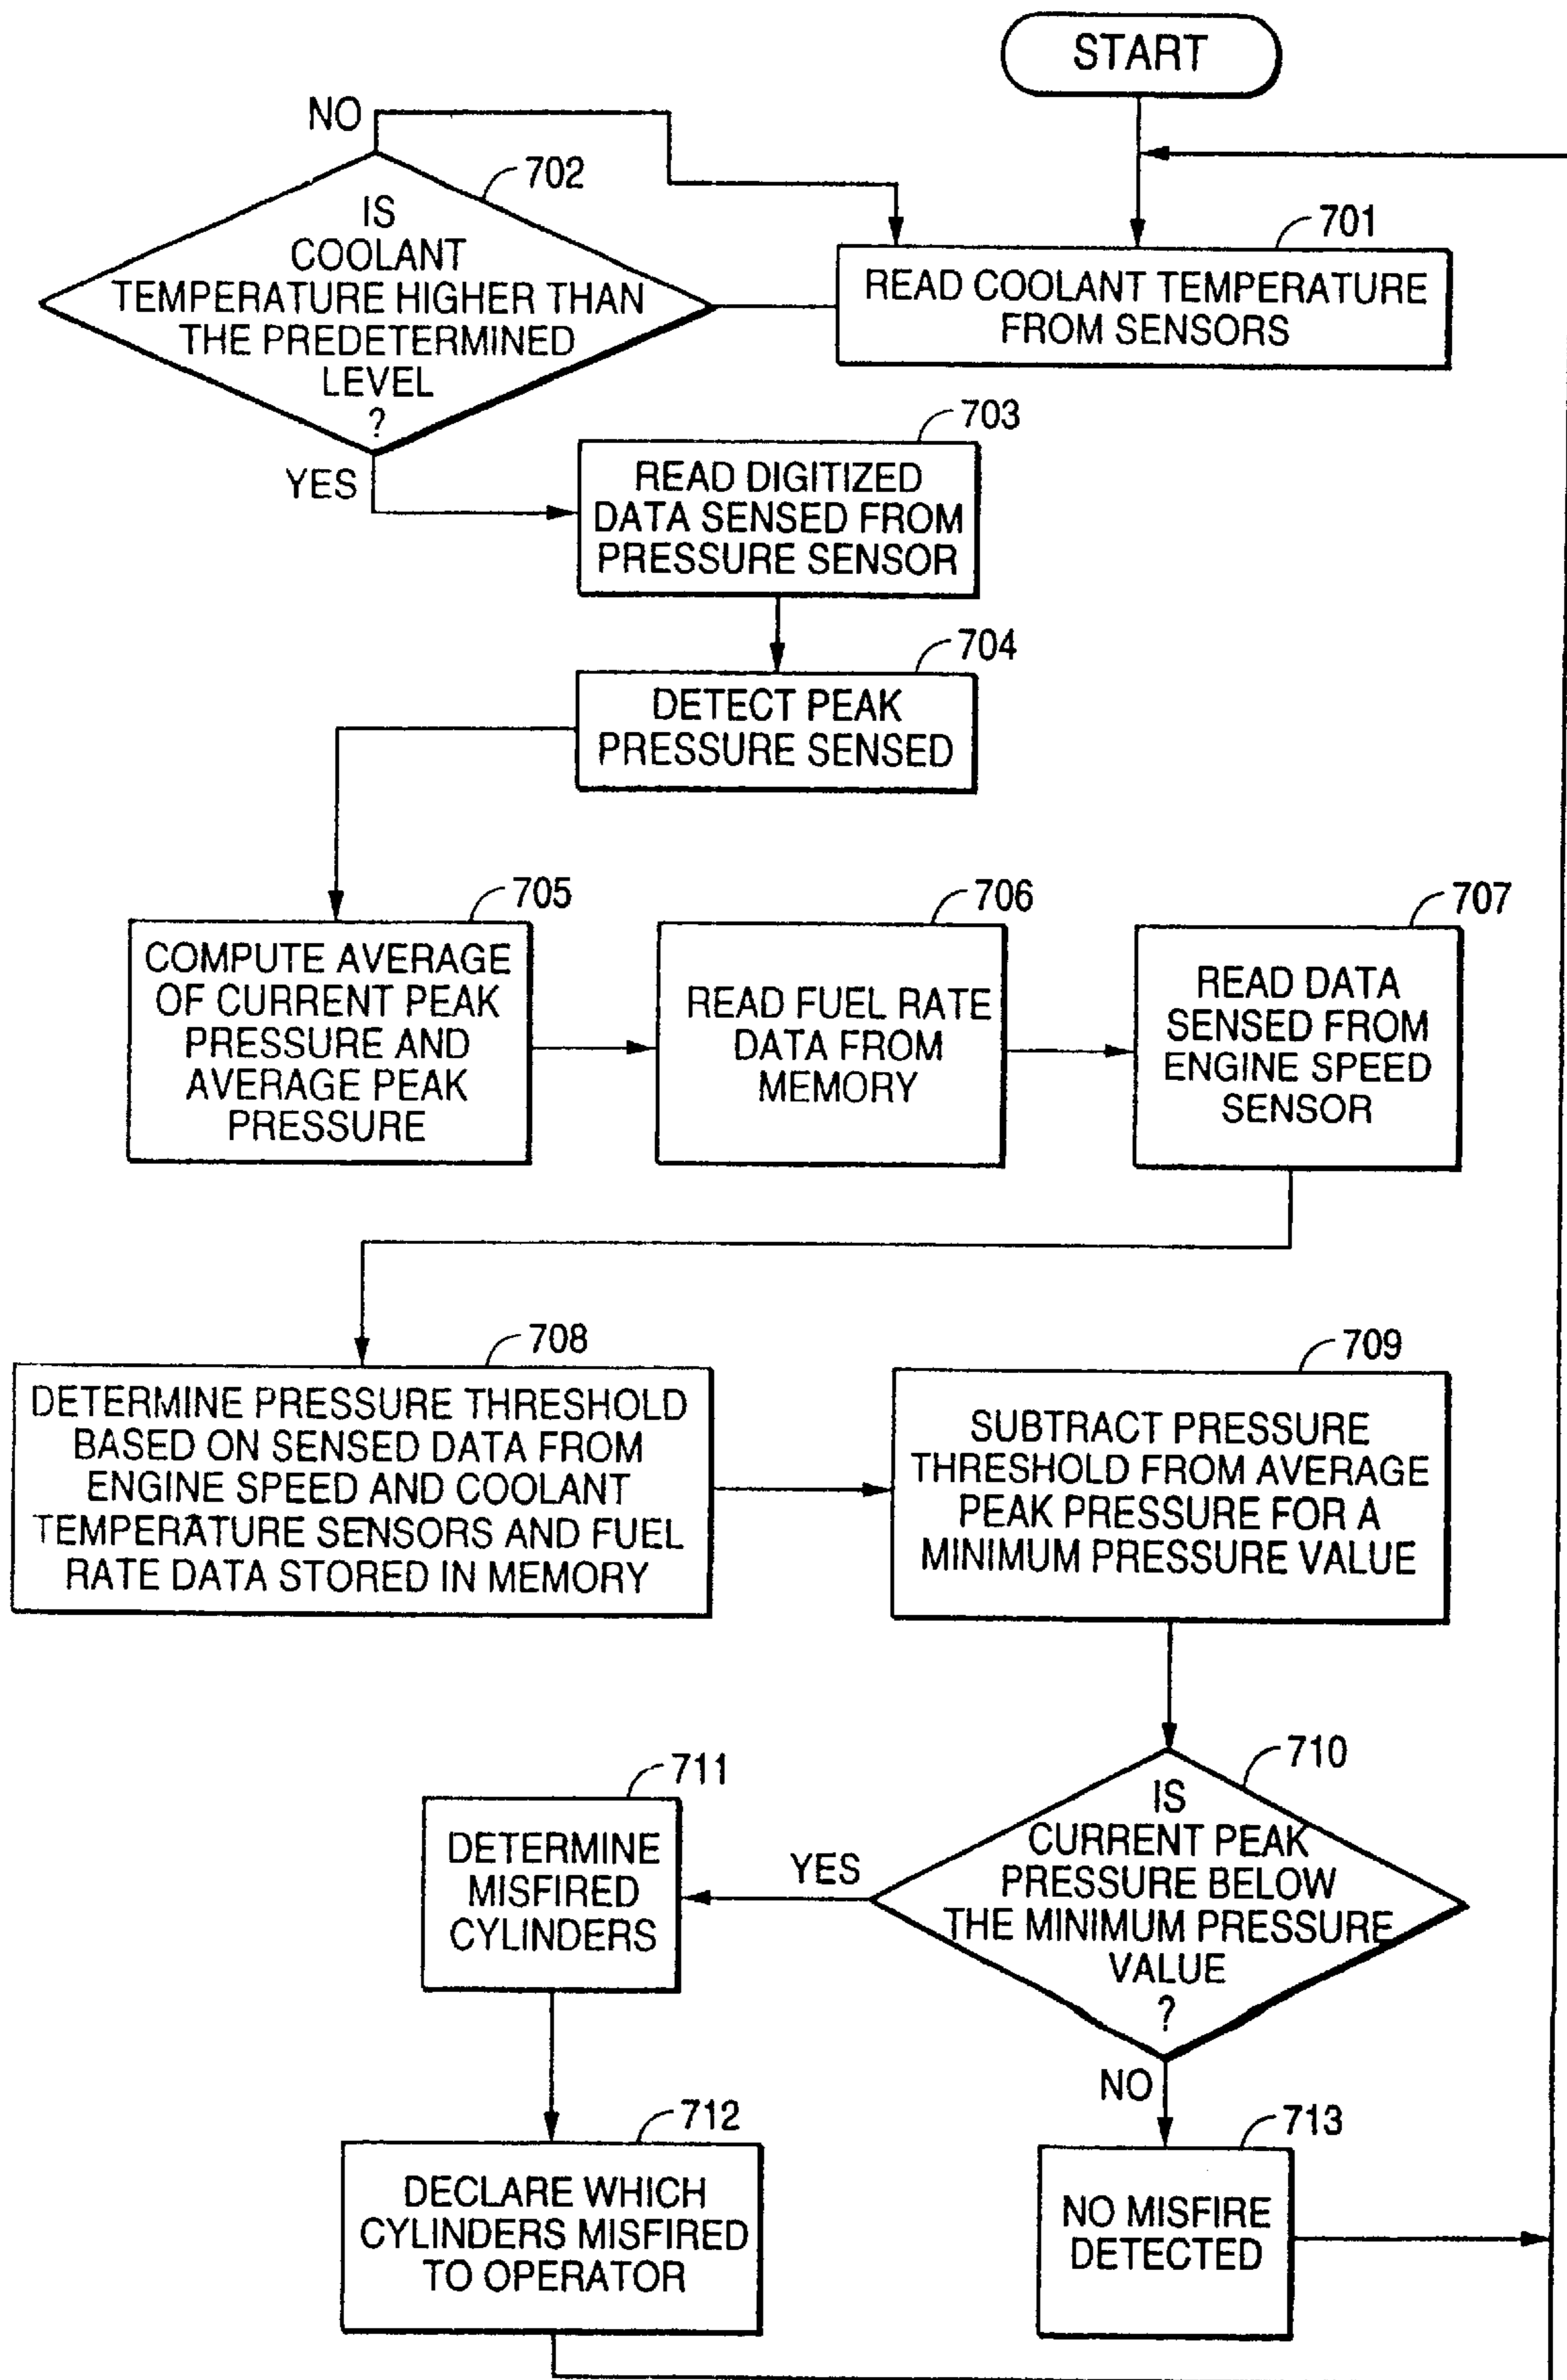 START
NO
702
IS
COOLANT
TEMPERATURE HIGHER THAN
THE PREDETERMINED
LEVEL
?
701
READ COOLANT TEMPERATURE
FROM SENSORS
YES
703
READ DIGITIZED
DATA SENSED FROM
PRESSURE SENSOR
704
DETECT PEAK
PRESSURE SENSED
705
COMPUTE AVERAGE
OF CURRENT PEAK
PRESSURE AND
AVERAGE PEAK
PRESSURE
706
READ FUEL RATE
DATA FROM
MEMORY
707
READ DATA
SENSED FROM
ENGINE SPEED
SENSOR
708
DETERMINE PRESSURE THRESHOLD
BASED ON SENSED DATA FROM
ENGINE SPEED AND COOLANT
TEMPERATURE SENSORS AND FUEL
RATE DATA STORED IN MEMORY
709
SUBTRACT PRESSURE
THRESHOLD FROM AVERAGE
PEAK PRESSURE FOR A
MINIMUM PRESSURE VALUE
710
IS
CURRENT PEAK
PRESSURE BELOW
THE MINIMUM PRESSURE
VALUE
?
YES
711
DETERMINE
MISFIRED
CYLINDERS
NO
712
DECLARE WHICH
CYLINDERS MISFIRED
TO OPERATOR
713
NO MISFIRE
DETECTED